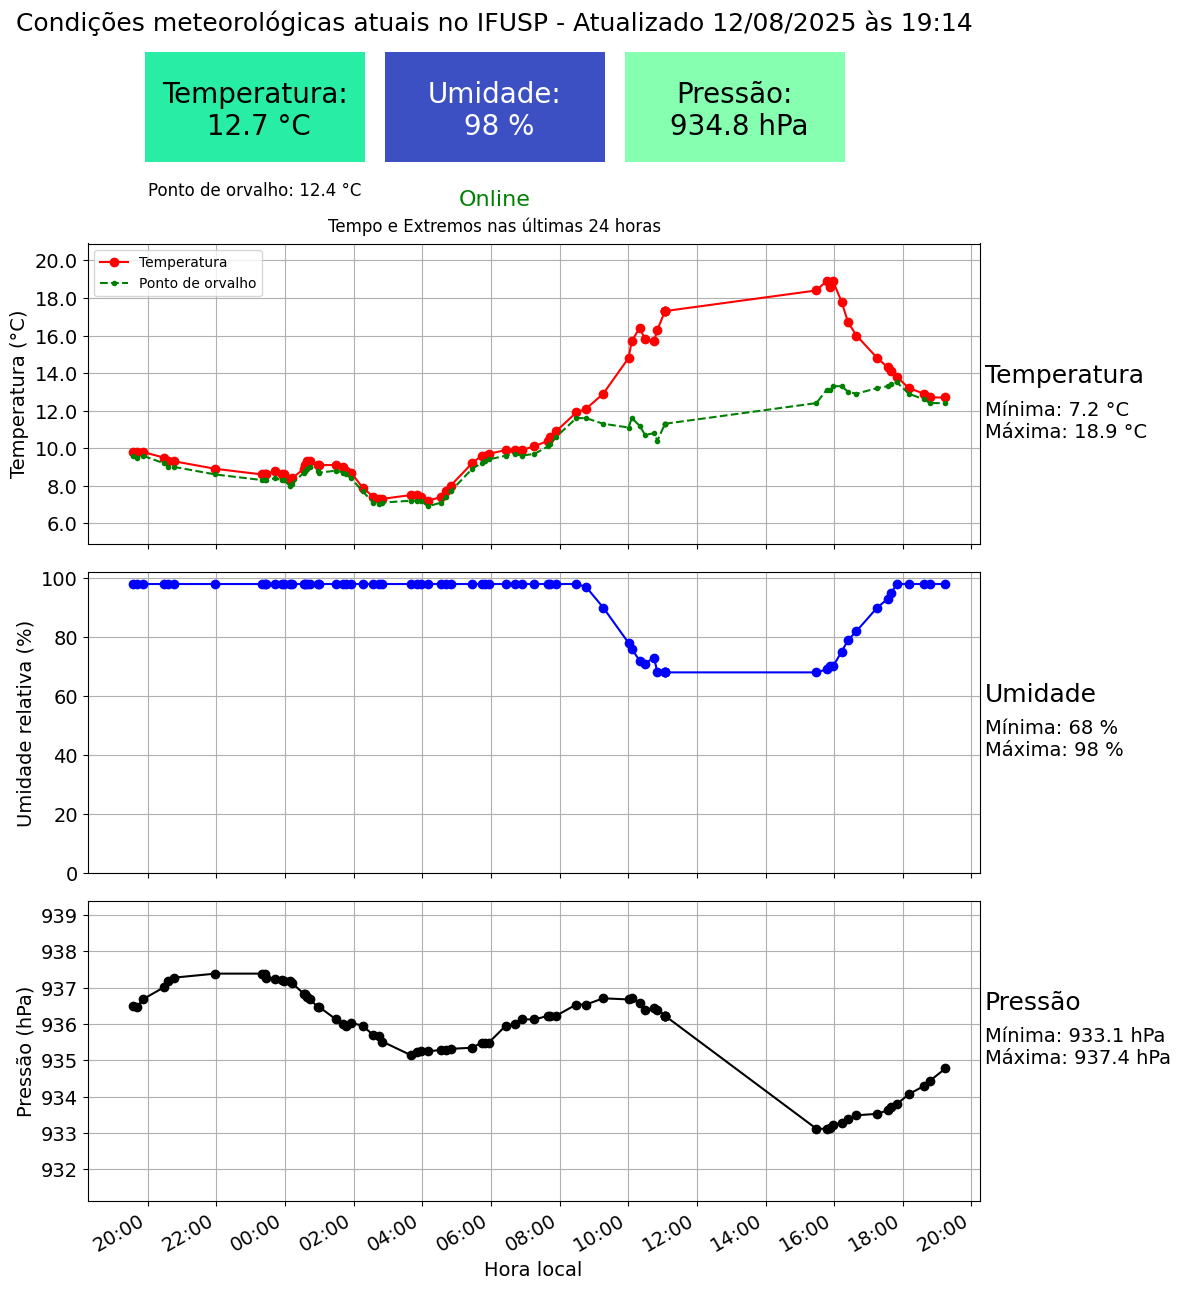 Condições meteorológicas atuais no IFUSP - Atualizado 12/08/2025 às 19:14
Temperatura:
12.7 °C
Umidade:
98 %
Pressão:
934.8 hPa
Ponto de orvalho: 12.4 °C
Online
Tempo e Extremos nas últimas 24 horas
Temperatura
Ponto de orvalho
Temperatura (°C)
20.0
18.0
16.0
14.0
12.0
10.0
8.0
6.0
Temperatura
Mínima: 7.2 °C
Máxima: 18.9 °C
Umidade relativa (%)
100
80
60
40
20
0
Umidade
Mínima: 68 %
Máxima: 98 %
Pressão (hPa)
939
938
937
936
935
934
933
932
Pressão
Mínima: 933.1 hPa
Máxima: 937.4 hPa
20:00
22:00
00:00
02:00
04:00
06:00
08:00
10:00
12:00
14:00
16:00
18:00
20:00
Hora local